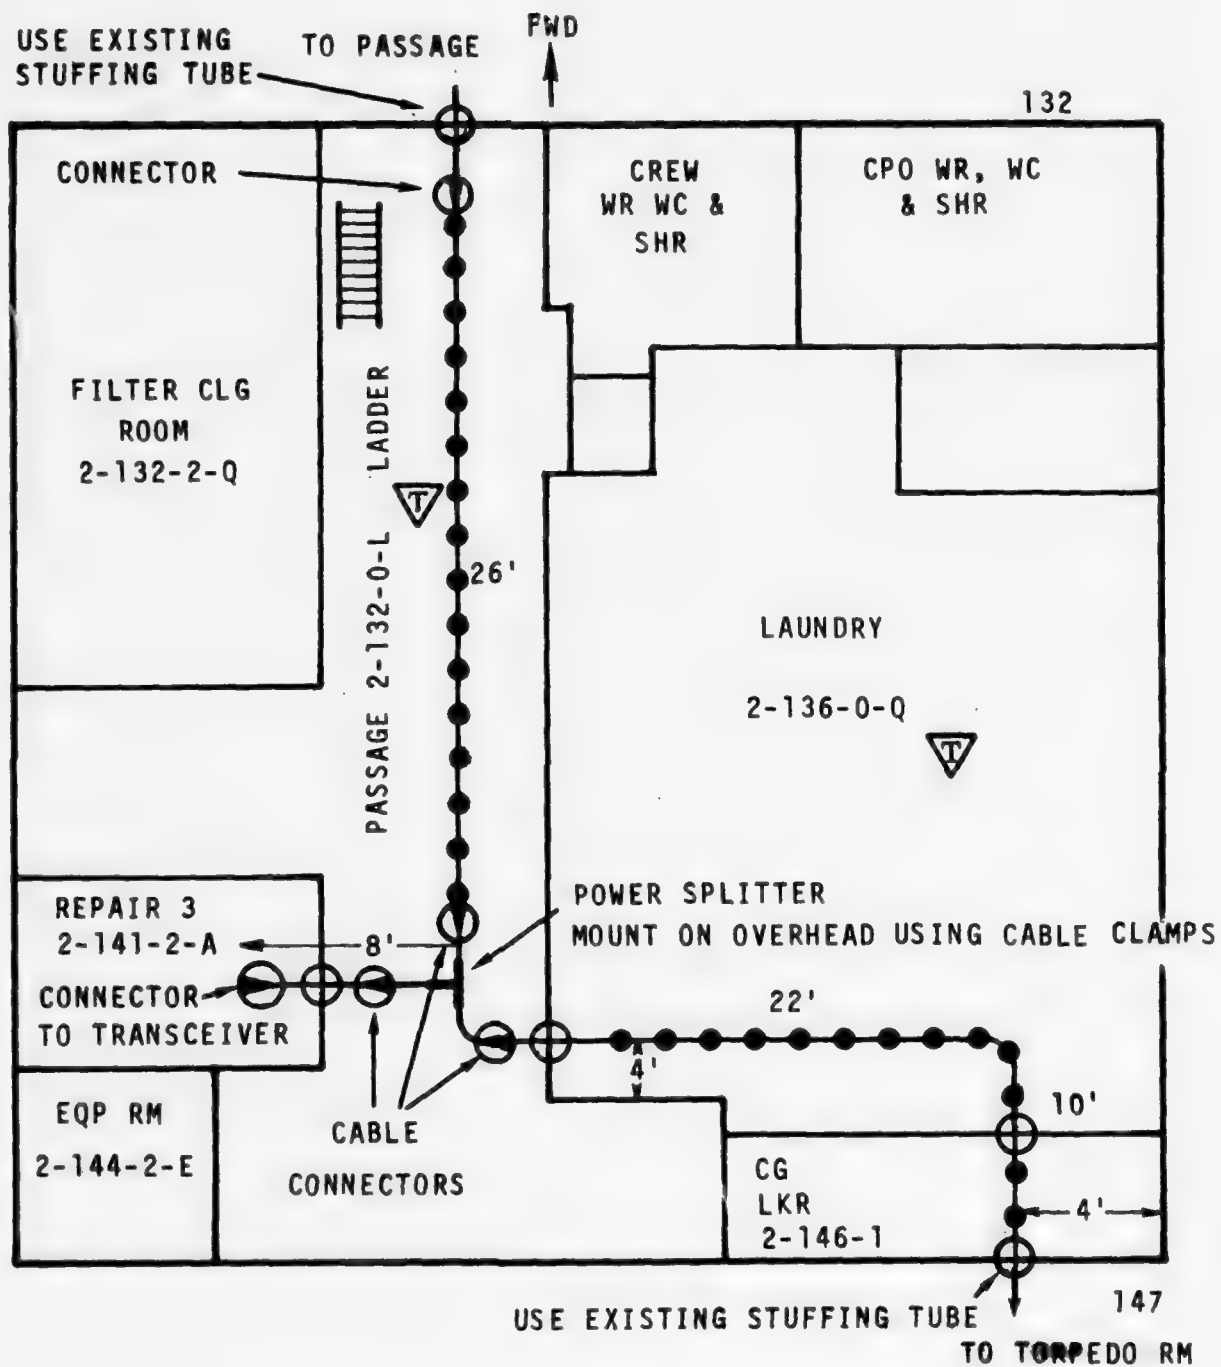 USE EXISTING
STUFFING TUBE
TO PASSAGE
FWD
132
CONNECTOR
CREW
WR WC &
SHR
CPO WR, WC
& SHR
FILTER CLG
ROOM
2-132-2-Q
PASSAGE 2-132-0-L LADDER
T
26'
LAUNDRY
2-136-0-Q
T
POWER SPLITTER
MOUNT ON OVERHEAD USING CABLE CLAMPS
REPAIR 3
2-141-2-A
8'
CONNECTOR
TO TRANSCEIVER
22'
4'
10'
EQP RM
2-144-2-E
CABLE
CONNECTORS
CG
LKR
2-146-1
4'
USE EXISTING STUFFING TUBE
147
TO TORPEDO RM